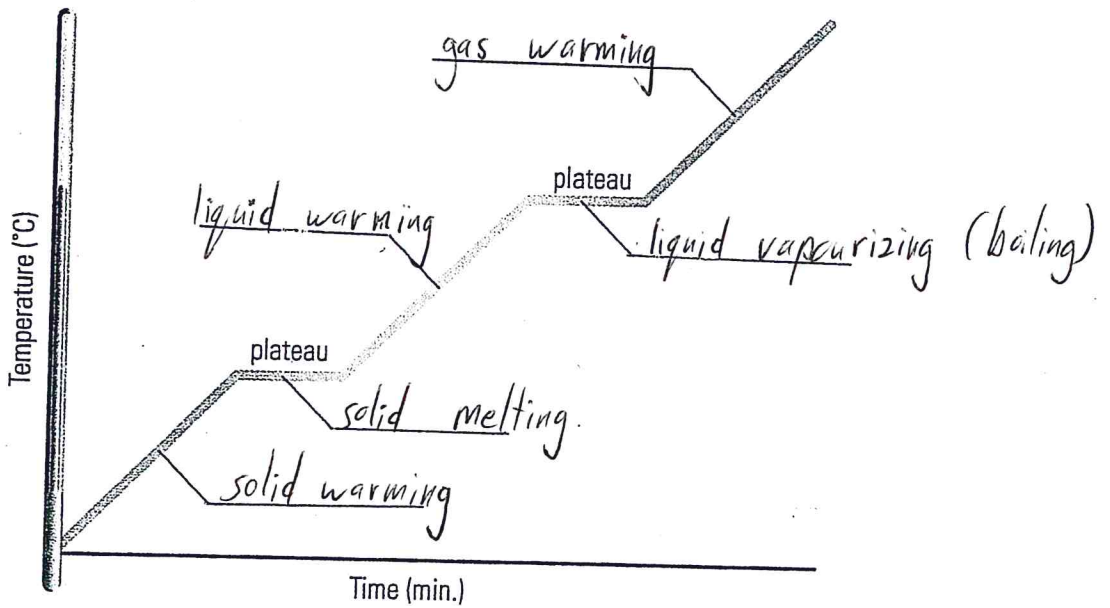 gas warming
plateau
liquid warming
liquid vapourizing (boiling)
Temperature (°C)
plateau
solid melting.
solid warming
Time (min.)